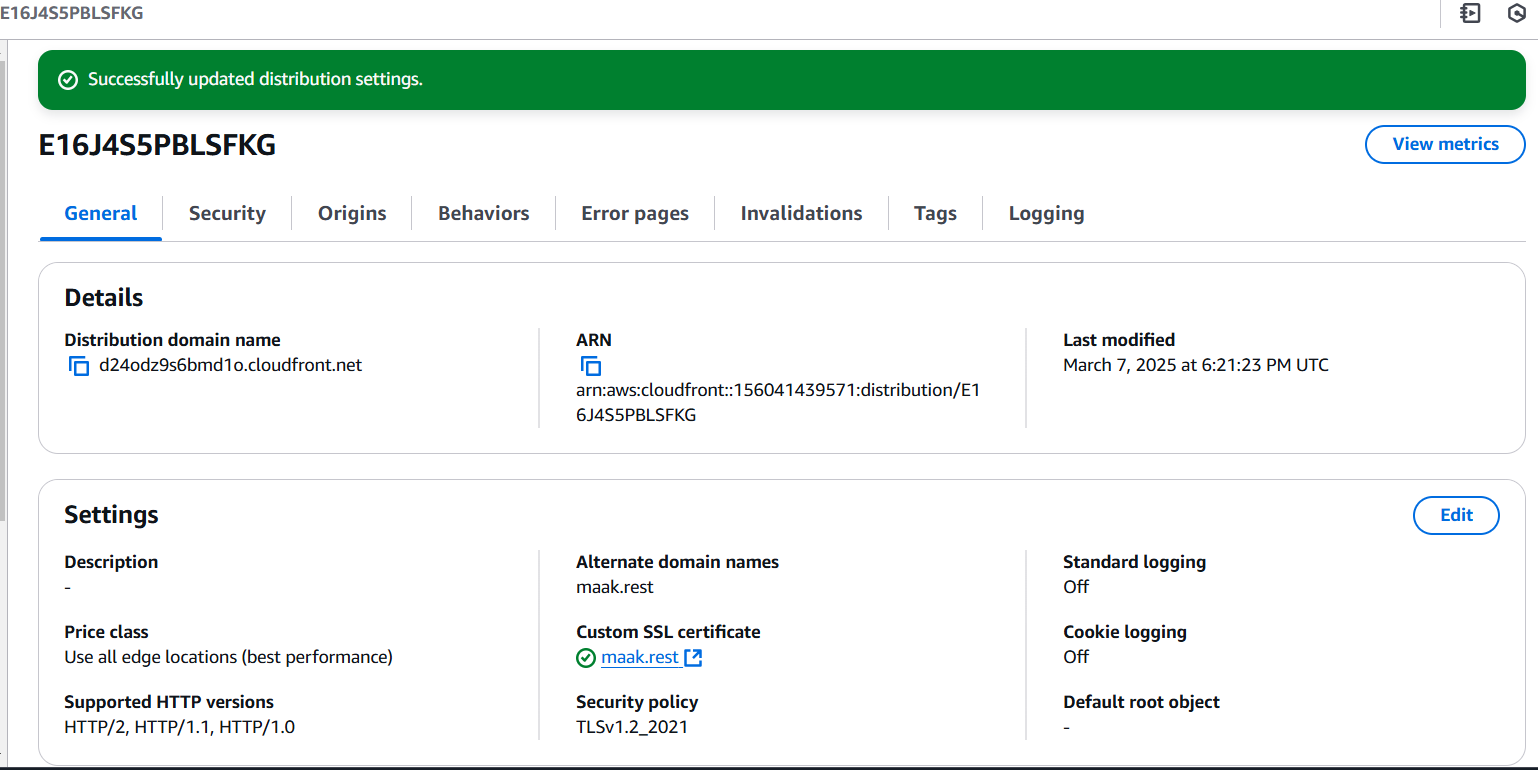 E16J4S5PBLSFKG
Successfully updated distribution settings.
E16J4S5PBLSFKG
View metrics
General
Security
Origins
Behaviors
Error pages
Invalidations
Tags
Logging
Details
Distribution domain name
d24odz9s6bmd1o.cloudfront.net
ARN
arn:aws:cloudfront::156041439571:distribution/E1
6J4S5PBLSFKG
Last modified
March 7, 2025 at 6:21:23 PM UTC
Settings
Edit
Description
-
Price class
Use all edge locations (best performance)
Supported HTTP versions
HTTP/2, HTTP/1.1, HTTP/1.0
Alternate domain names
maak.rest
Custom SSL certificate
maak.rest
Security policy
TLSv1.2_2021
Standard logging
Off
Cookie logging
Off
Default root object
-